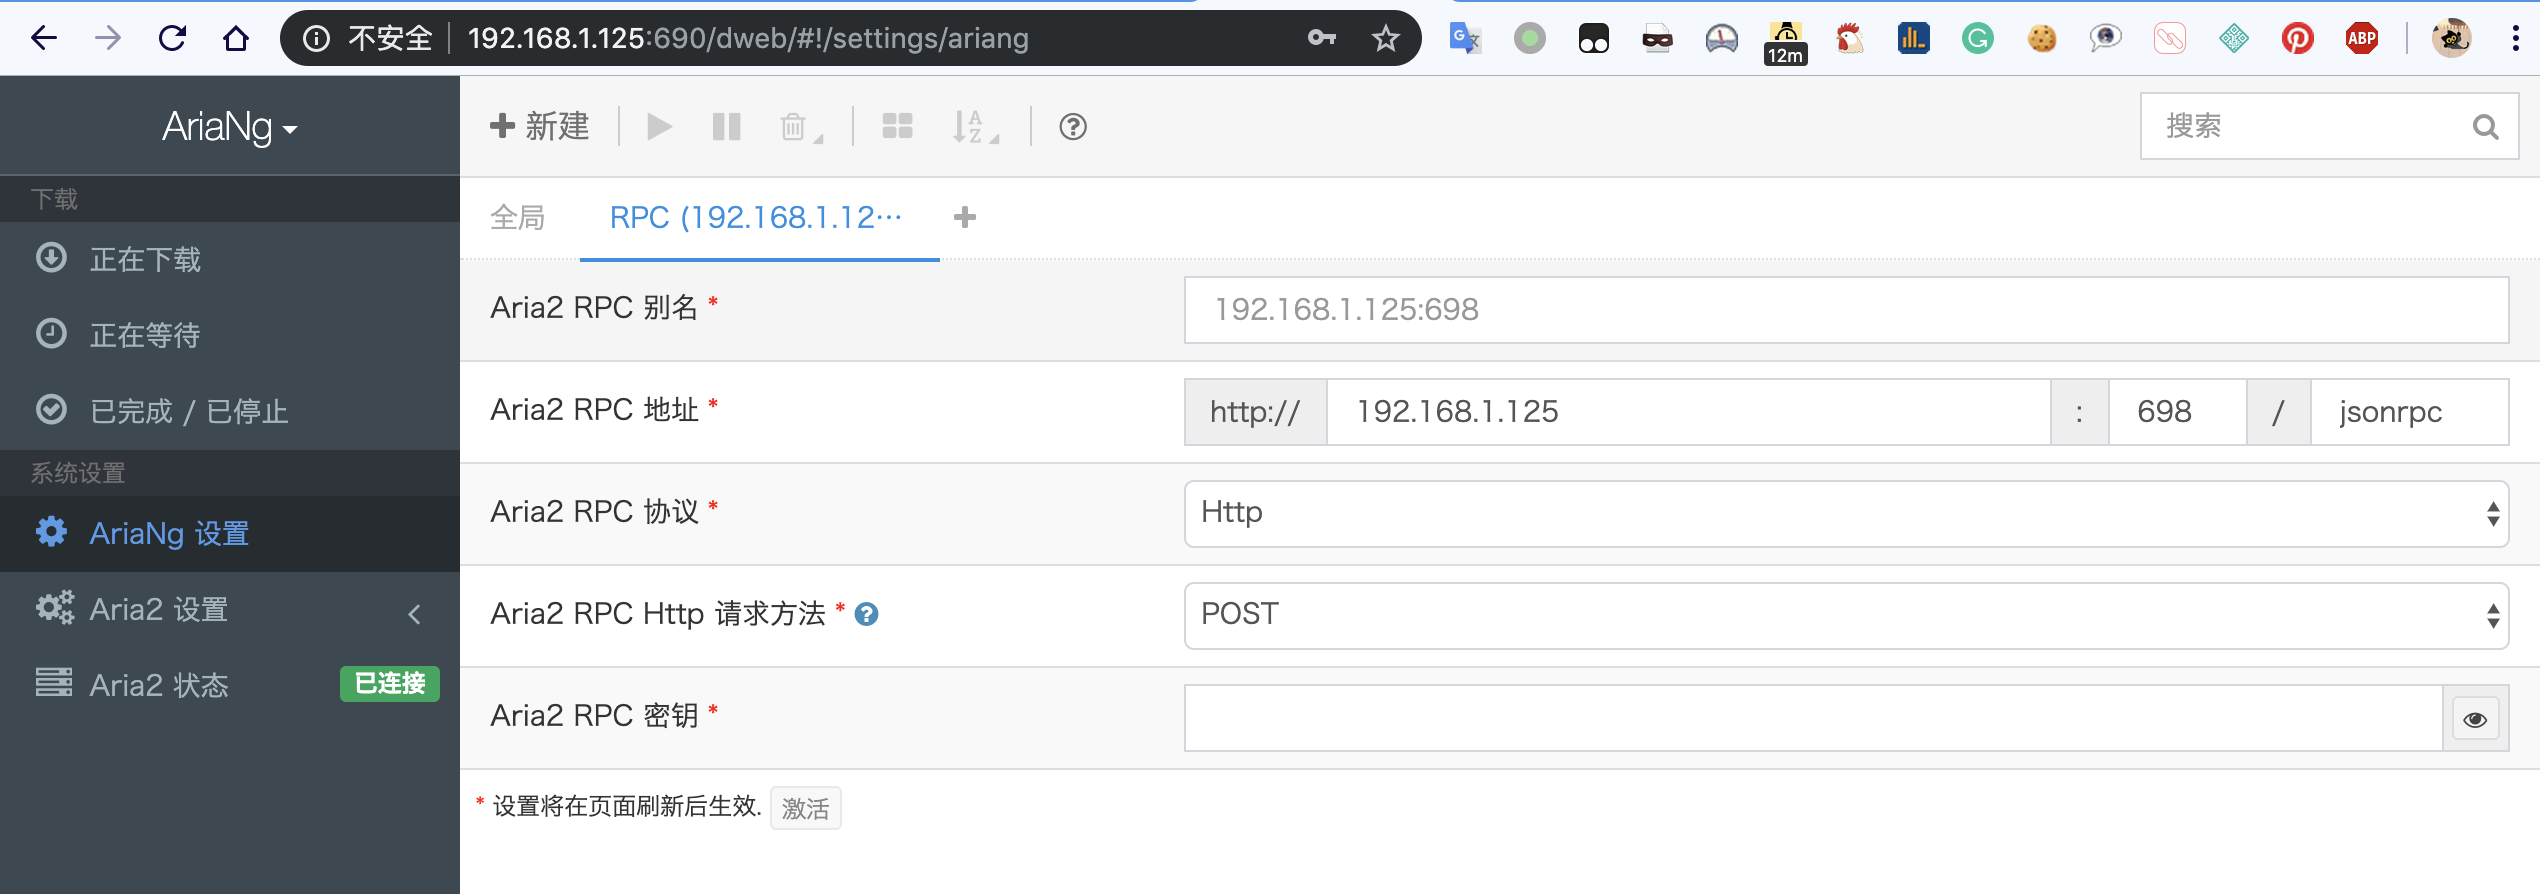 不安全 192.168.1.125:690/dweb/#!/settings/ariang
12m
ABP
AriaNg
新建
搜索
下载
正在下载
正在等待
已完成 / 已停止
系统设置
AriaNg 设置
Aria2 设置
Aria2 状态 已连接
全局 RPC (192.168.1.12…
Aria2 RPC 别名 * 192.168.1.125:698
Aria2 RPC 地址 * http:// 192.168.1.125 : 698 / jsonrpc
Aria2 RPC 协议 * Http
Aria2 RPC Http 请求方法 * POST
Aria2 RPC 密钥 *
* 设置将在页面刷新后生效. 激活